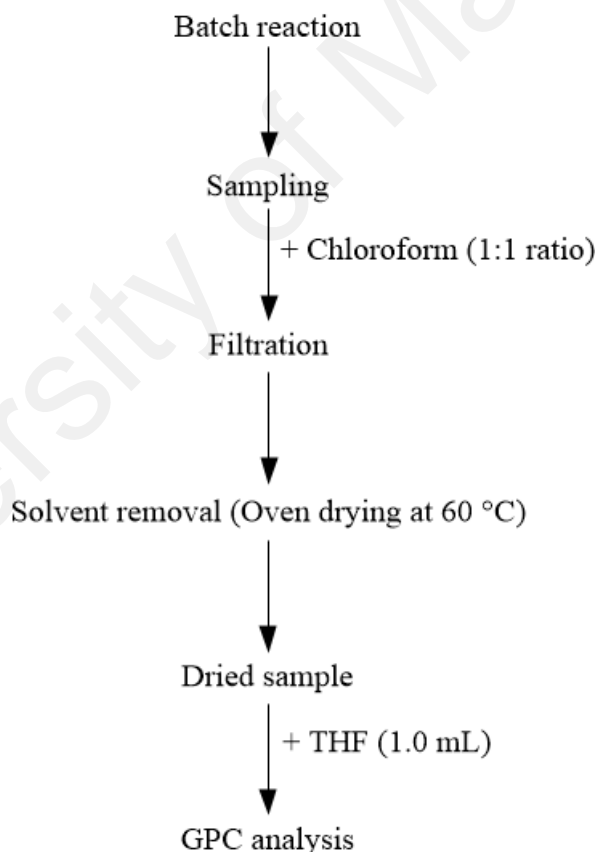 Batch reaction
Sampling
+ Chloroform (1:1 ratio)
Filtration
Solvent removal (Oven drying at 60 °C)
Dried sample
+ THF (1.0 mL)
GPC analysis